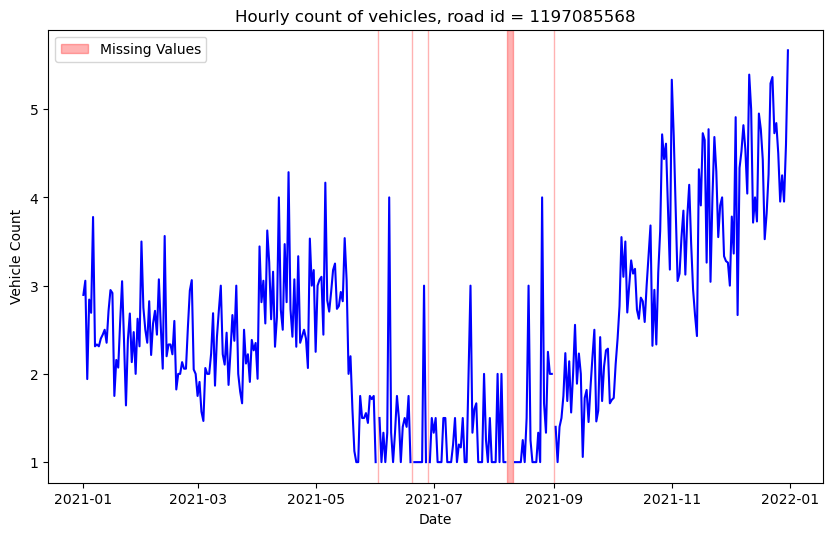 Hourly count of vehicles, road id = 1197085568
Missing Values
Vehicle Count
5
4
3
2
1
2021-01 2021-03 2021-05 2021-07 2021-09 2021-11 2022-01
Date